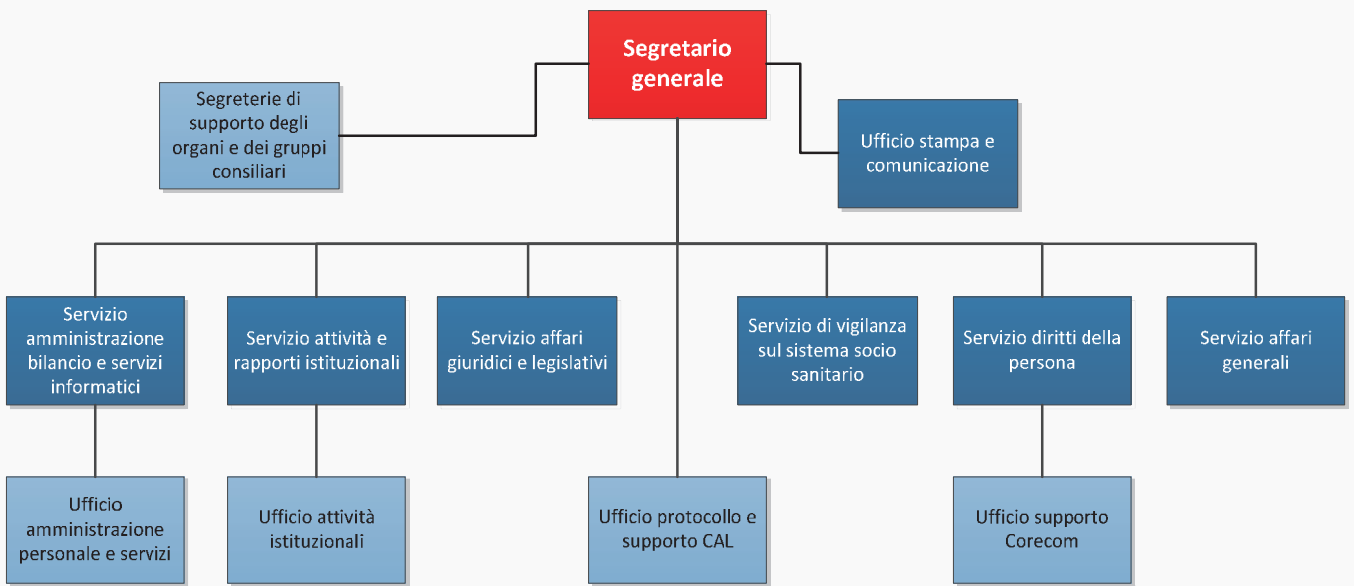 Segretario
generale
Segreterie di
supporto degli
organi e dei gruppi
consiliari
Ufficio stampa e
comunicazione
Servizio
amministrazione
bilancio e servizi
informatici
Servizio attività e
rapporti istituzionali
Servizio affari
giuridici e legislativi
Servizio di vigilanza
sul sistema socio
sanitario
Servizio diritti della
persona
Servizio affari
generali
Ufficio
amministrazione
personale e servizi
Ufficio attività
istituzionali
Ufficio protocollo e
supporto CAL
Ufficio supporto
Corecom